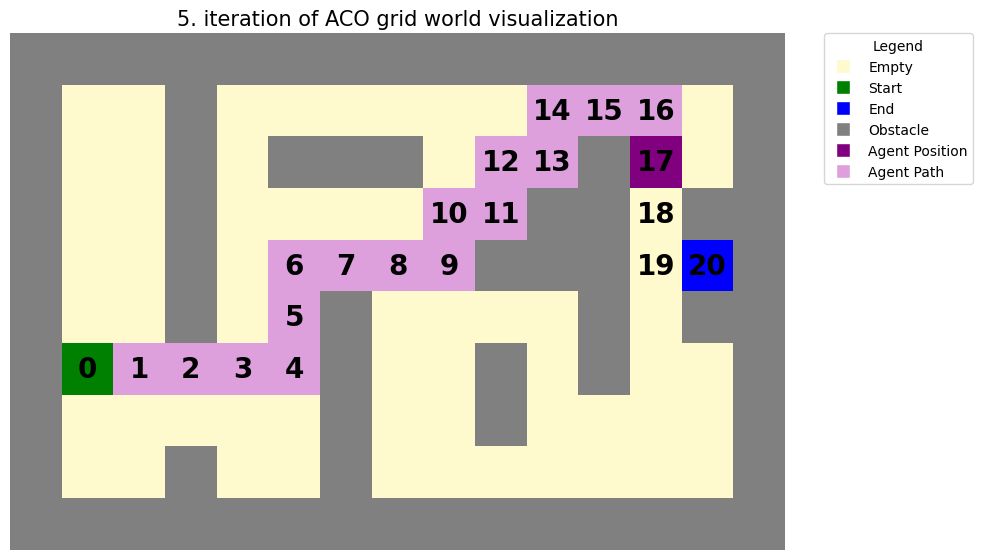 5. iteration of ACO grid world visualization
14 15 16
12 13 17
10 11 18
6 7 8 9 19 20
5
0 1 2 3 4
Legend
Empty
Start
End
Obstacle
Agent Position
Agent Path